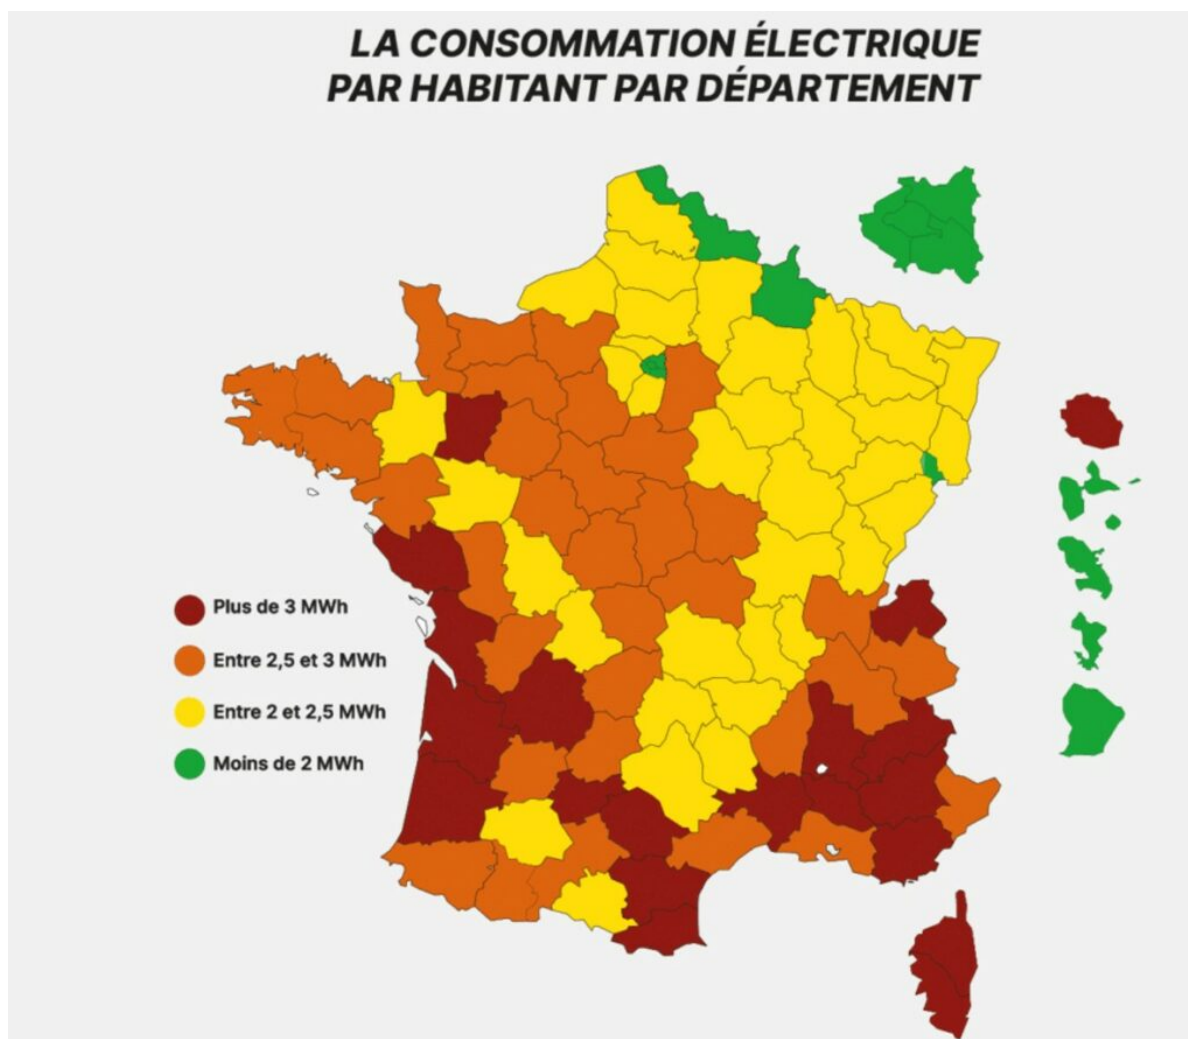 LA CONSOMMATION ÉLECTRIQUE
PAR HABITANT PAR DÉPARTEMENT
Plus de 3 MWh
Entre 2,5 et 3 MWh
Entre 2 et 2,5 MWh
Moins de 2 MWh